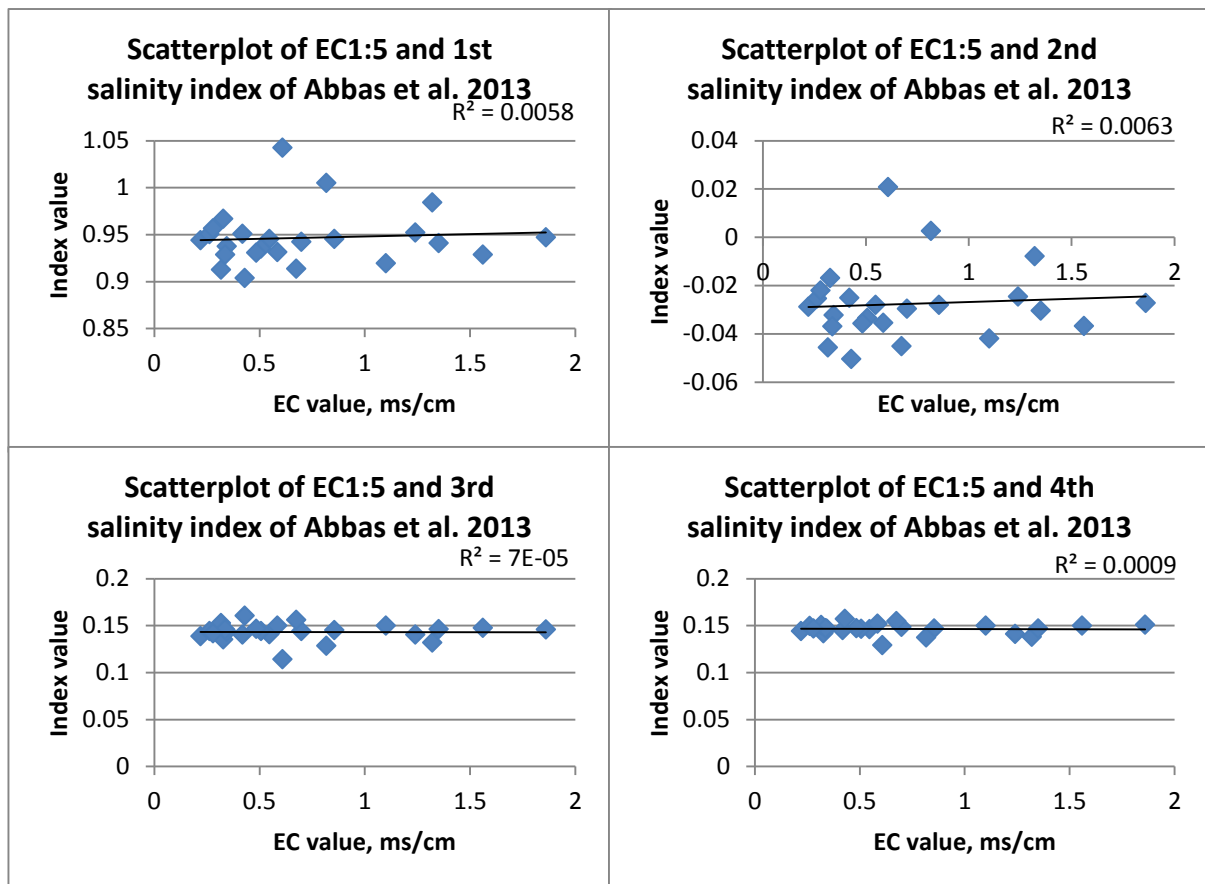 Scatterplot of EC1:5 and 1st
salinity index of Abbas et al. 2013
R² = 0.0058
1.05
1
0.95
0.9
0.85
0
0.5
1
1.5
2
Index value
EC value, ms/cm
Scatterplot of EC1:5 and 2nd
salinity index of Abbas et al. 2013
R² = 0.0063
0.04
0.02
0
-0.02
-0.04
-0.06
0
0.5
1
1.5
2
Index value
EC value, ms/cm
Scatterplot of EC1:5 and 3rd
salinity index of Abbas et al. 2013
R² = 7E-05
0.2
0.15
0.1
0.05
0
0
0.5
1
1.5
2
Index value
EC value, ms/cm
Scatterplot of EC1:5 and 4th
salinity index of Abbas et al. 2013
R² = 0.0009
0.2
0.15
0.1
0.05
0
0
0.5
1
1.5
2
Index value
EC value, ms/cm